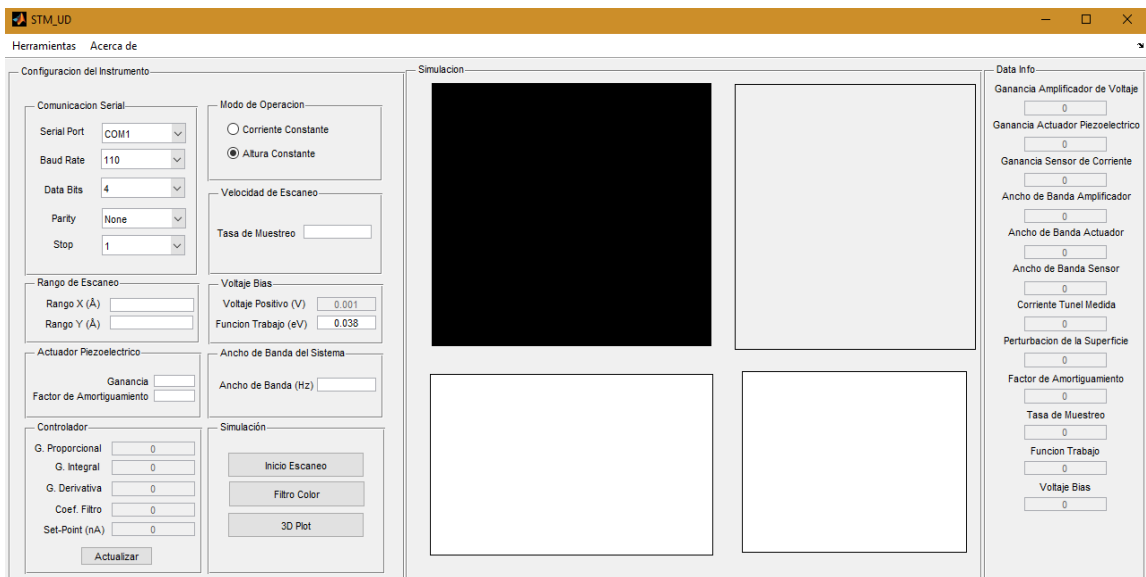 STM_UD
Herramientas Acerca de
Configuracion del Instrumento
Comunicacion Serial
Serial Port COM1
Baud Rate 110
Data Bits 4
Parity None
Stop 1
Modo de Operacion
Corriente Constante
Altura Constante
Velocidad de Escaneo
Tasa de Muestreo
Rango de Escaneo
Rango X (Å)
Rango Y (Å)
Voltaje Bias
Voltaje Positivo (V) 0.001
Funcion Trabajo (eV) 0.038
Actuador Piezoelectrico
Ganancia
Factor de Amortiguamiento
Ancho de Banda del Sistema
Ancho de Banda (Hz)
Controlador
G. Proporcional 0
G. Integral 0
G. Derivativa 0
Coef. Filtro 0
Set-Point (nA) 0
Actualizar
Simulación
Inicio Escaneo
Filtro Color
3D Plot
Simulacion
Data Info
Ganancia Amplificador de Voltaje
0
Ganancia Actuador Piezoelectrico
0
Ganancia Sensor de Corriente
0
Ancho de Banda Amplificador
0
Ancho de Banda Actuador
0
Ancho de Banda Sensor
0
Corriente Tunel Medida
0
Perturbacion de la Superficie
0
Factor de Amortiguamiento
0
Tasa de Muestreo
0
Funcion Trabajo
0
Voltaje Bias
0